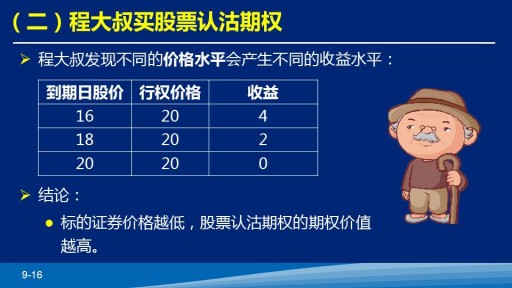 （二）程大叔买股票认沽期权
程大叔发现不同的价格水平会产生不同的收益水平：
到期日股价 行权价格 收益
16 20 4
18 20 2
20 20 0
结论：
标的证券价格越低，股票认沽期权的期权价值
越高。
9-16